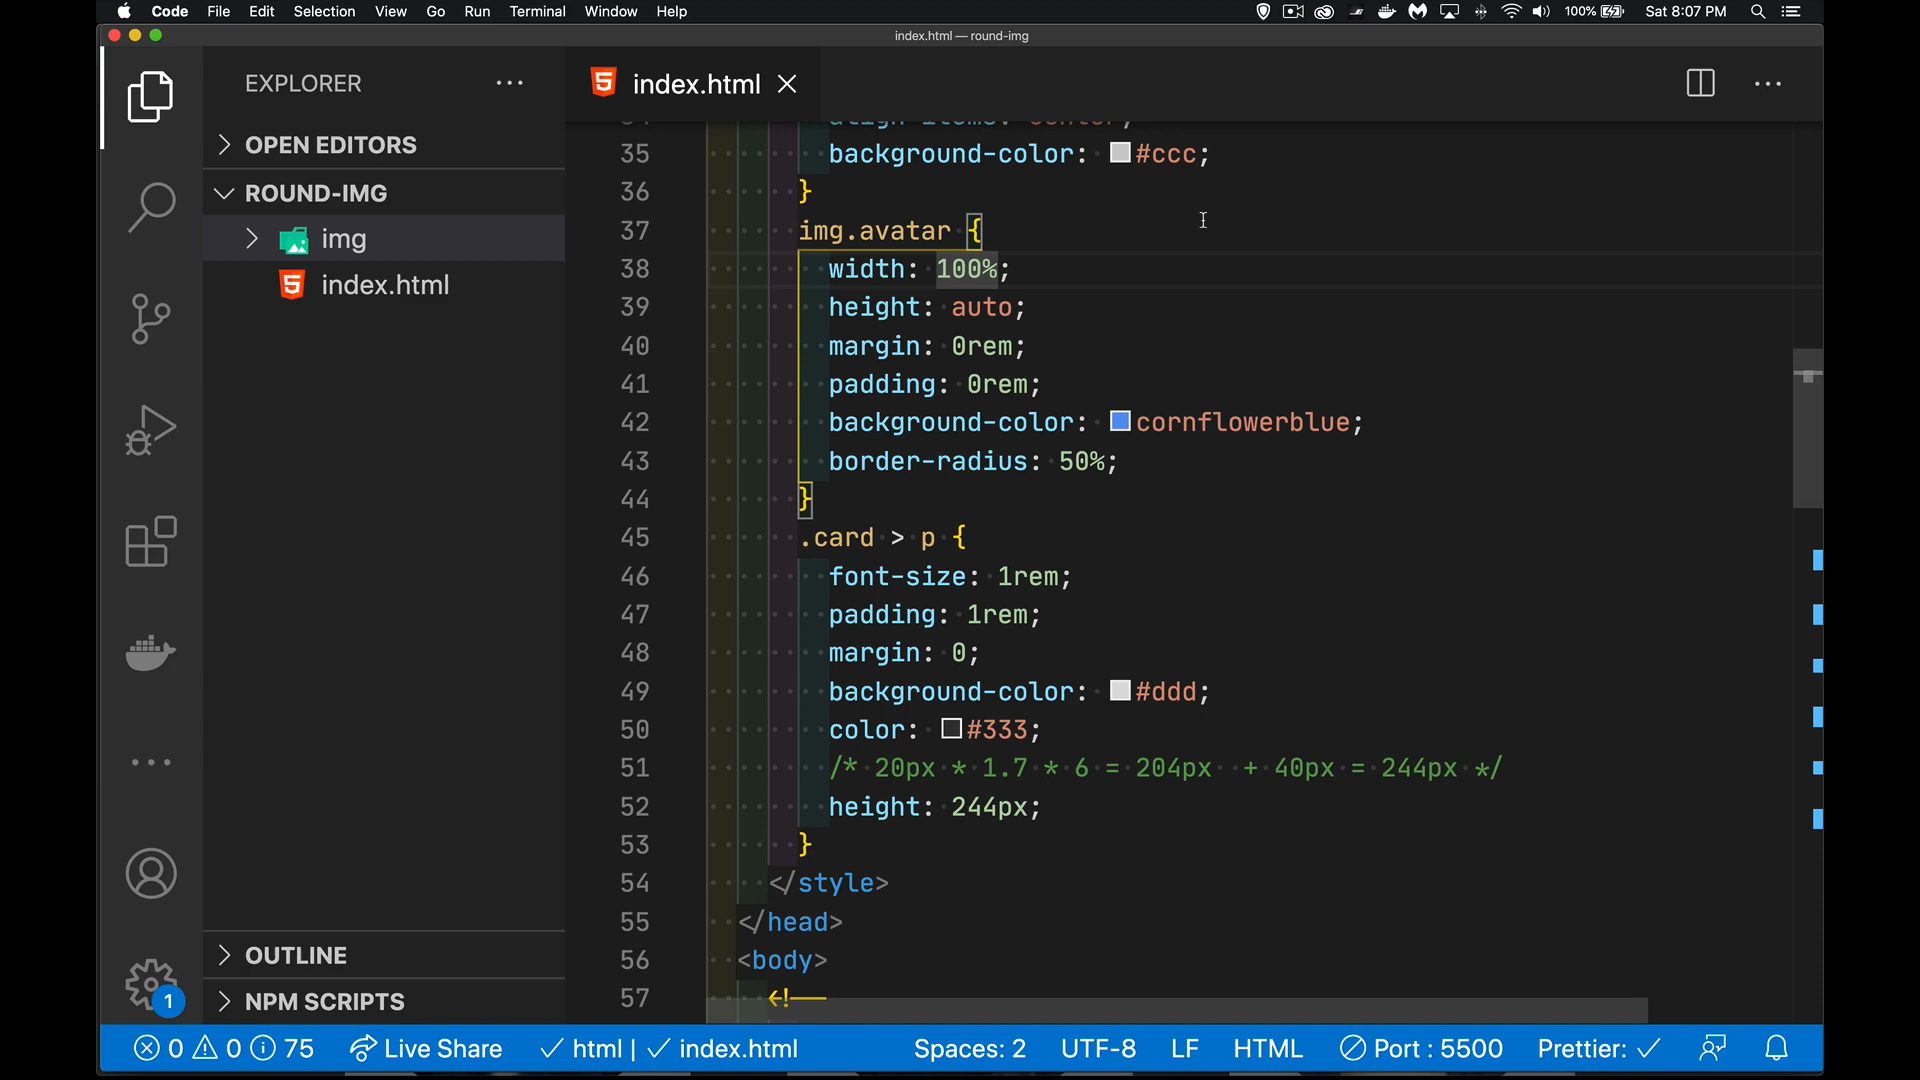 Code File Edit Selection View Go Run Terminal Window Help
100% Sat 8:07 PM
index.html — round-img
EXPLORER
index.html
OPEN EDITORS
ROUND-IMG
img
index.html
OUTLINE
NPM SCRIPTS
align-items: center;
35 background-color: #ccc;
36 }
37 img.avatar {
38 width: 100%;
39 height: auto;
40 margin: 0rem;
41 padding: 0rem;
42 background-color: cornflowerblue;
43 border-radius: 50%;
44 }
45 .card > p {
46 font-size: 1rem;
47 padding: 1rem;
48 margin: 0;
49 background-color: #ddd;
50 color: #333;
51 /* 20px * 1.7 * 6 = 204px + 40px = 244px */
52 height: 244px;
53 }
54 </style>
55 </head>
56 <body>
57 <!--
1
0 0 75 Live Share html | index.html Spaces: 2 UTF-8 LF HTML Port : 5500 Prettier: